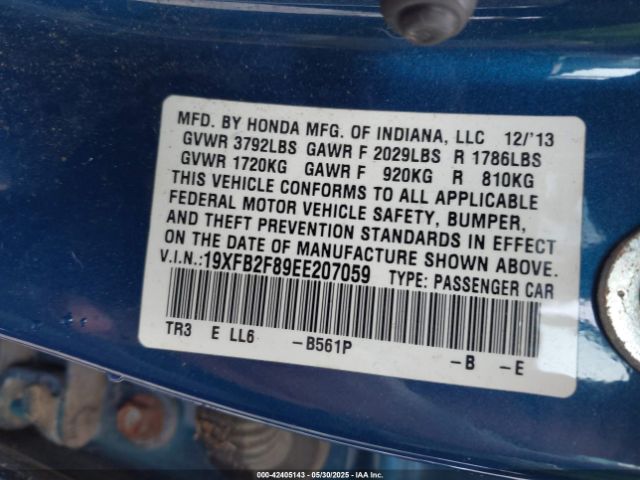 MFD. BY HONDA MFG. OF INDIANA, LLC 12/'13
GVWR 3792LBS GAWR F 2029LBS R 1786LBS
GVWR 1720KG GAWR F 920KG R 810KG
THIS VEHICLE CONFORMS TO ALL APPLICABLE
FEDERAL MOTOR VEHICLE SAFETY, BUMPER,
AND THEFT PREVENTION STANDARDS IN EFFECT
ON THE DATE OF MANUFACTURE SHOWN ABOVE.
V.I.N.:19XFB2F89EE207059 TYPE: PASSENGER CAR
TR3 E LL6 -B561P -B -E
000-42405143 - 05/30/2025 - IAAI.COM